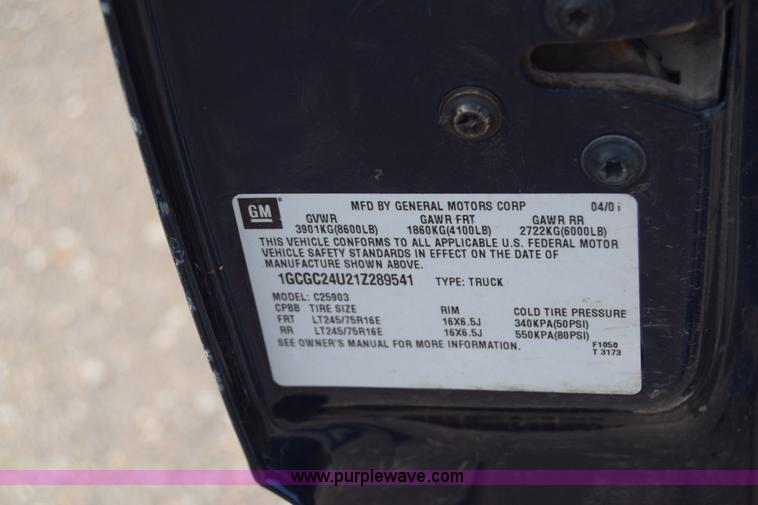 GM MFD BY GENERAL MOTORS CORP 04/01
GVWR GAWR FRT GAWR RR
3901KG(8600LB) 1860KG(4100LB) 2722KG(6000LB)
THIS VEHICLE CONFORMS TO ALL APPLICABLE U.S. FEDERAL MOTOR
VEHICLE SAFETY STANDARDS IN EFFECT ON THE DATE OF
MANUFACTURE SHOWN ABOVE.
1GCGC24U21Z289541 TYPE: TRUCK
MODEL: C25903
CPBB TIRE SIZE RIM COLD TIRE PRESSURE
FRT LT245/75R16E 16X6.5J 340KPA(50PSI)
RR LT245/75R16E 16X6.5J 550KPA(80PSI)
SEE OWNER'S MANUAL FOR MORE INFORMATION. F1050
T 3173
www.purplewave.com